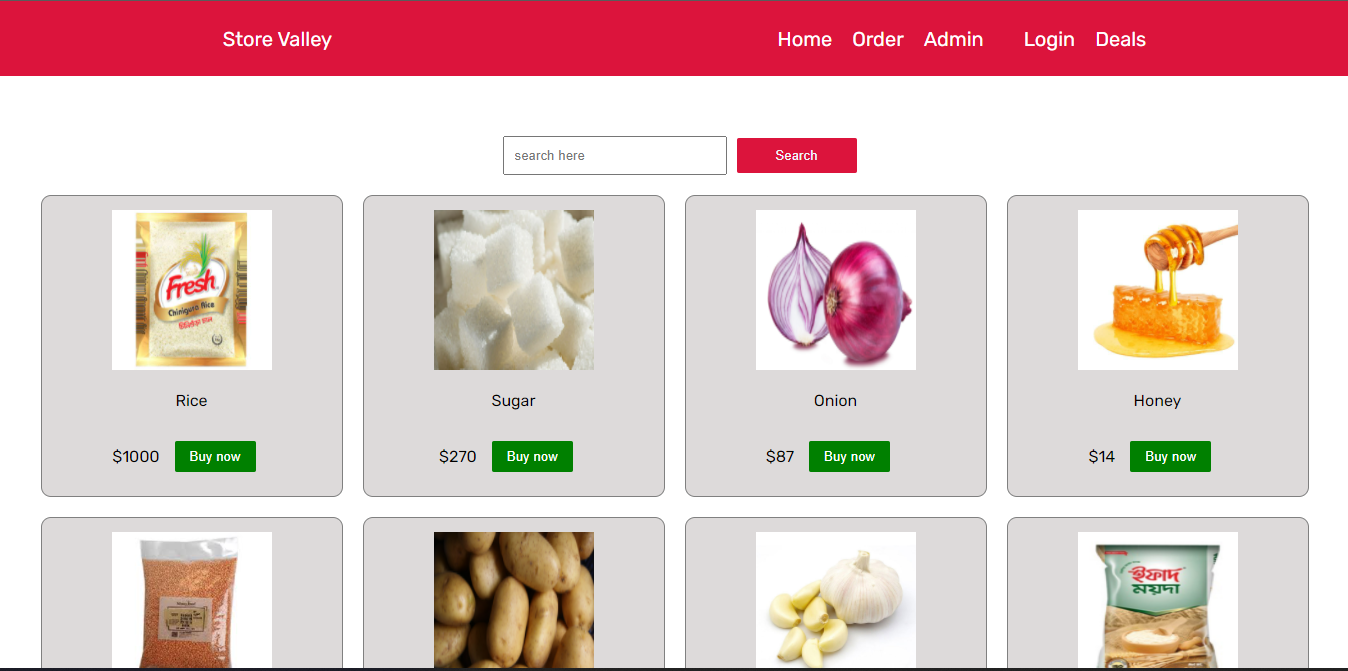 Store Valley
Home Order Admin Login Deals
search here
Search
Fresh
Chinigura Rice
Rice
Sugar
Onion
Honey
$1000 Buy now
$270 Buy now
$87 Buy now
$14 Buy now
ইফাদ
ময়দা